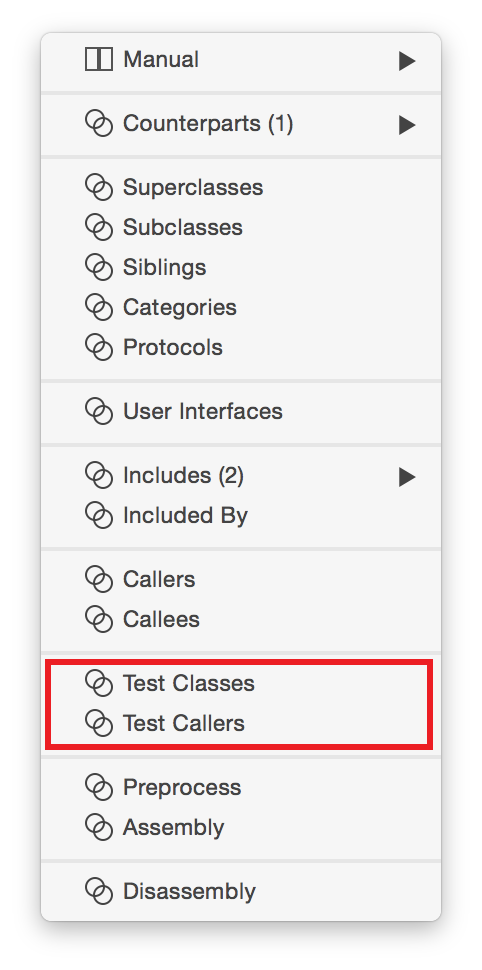 Manual
Counterparts (1)
Superclasses
Subclasses
Siblings
Categories
Protocols
User Interfaces
Includes (2)
Included By
Callers
Callees
Test Classes
Test Callers
Preprocess
Assembly
Disassembly